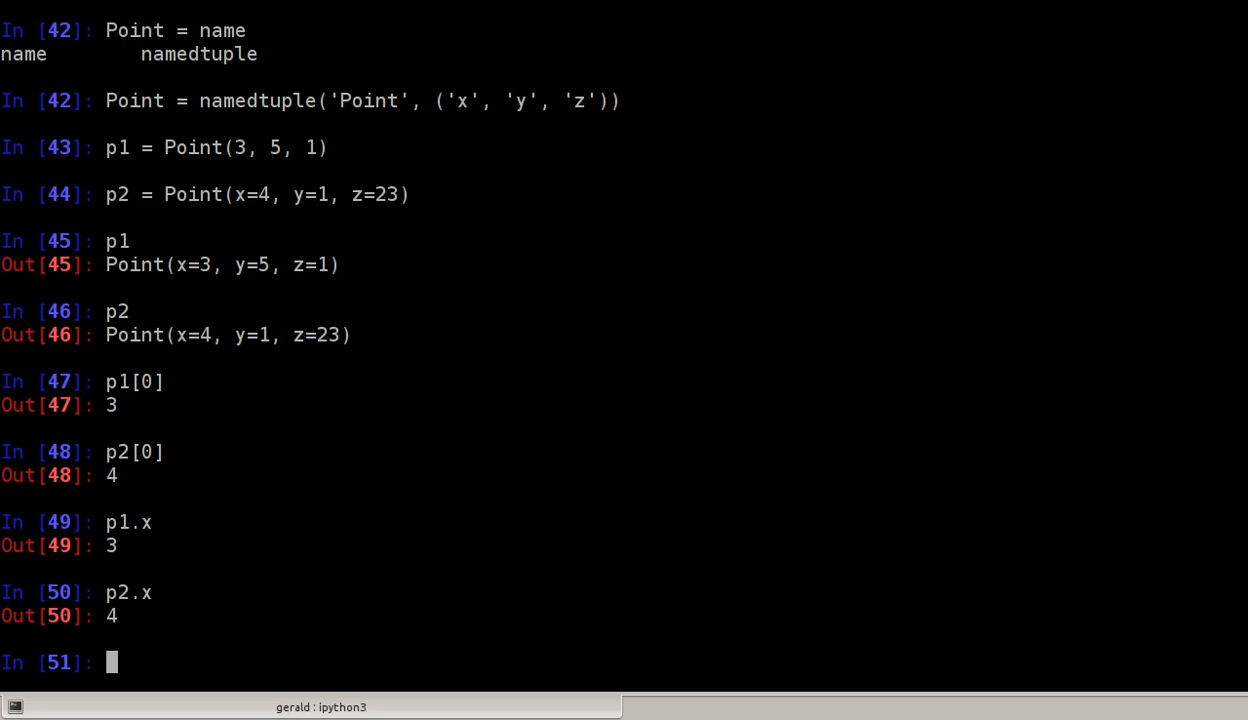 In [42]: Point = name
name        namedtuple
In [42]: Point = namedtuple('Point', ('x', 'y', 'z'))
In [43]: p1 = Point(3, 5, 1)
In [44]: p2 = Point(x=4, y=1, z=23)
In [45]: p1
Out[45]: Point(x=3, y=5, z=1)
In [46]: p2
Out[46]: Point(x=4, y=1, z=23)
In [47]: p1[0]
Out[47]: 3
In [48]: p2[0]
Out[48]: 4
In [49]: p1.x
Out[49]: 3
In [50]: p2.x
Out[50]: 4
In [51]:
gerald : ipython3